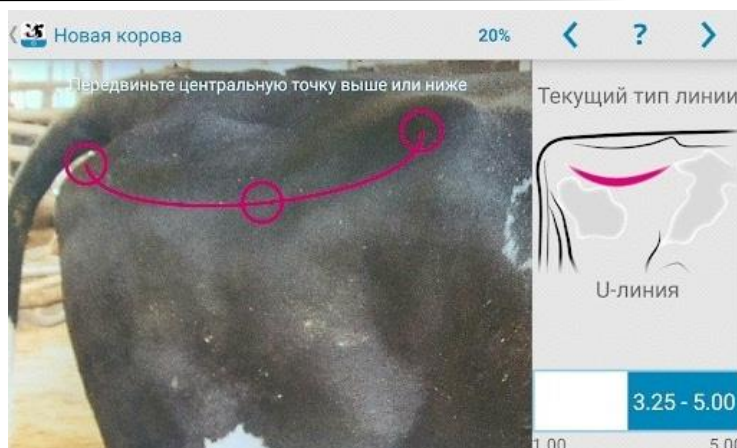 Новая корова
20%
?
Передвиньте центральную точку выше или ниже
Текущий тип линии
U-линия
3.25 - 5.00
1.00
5.00